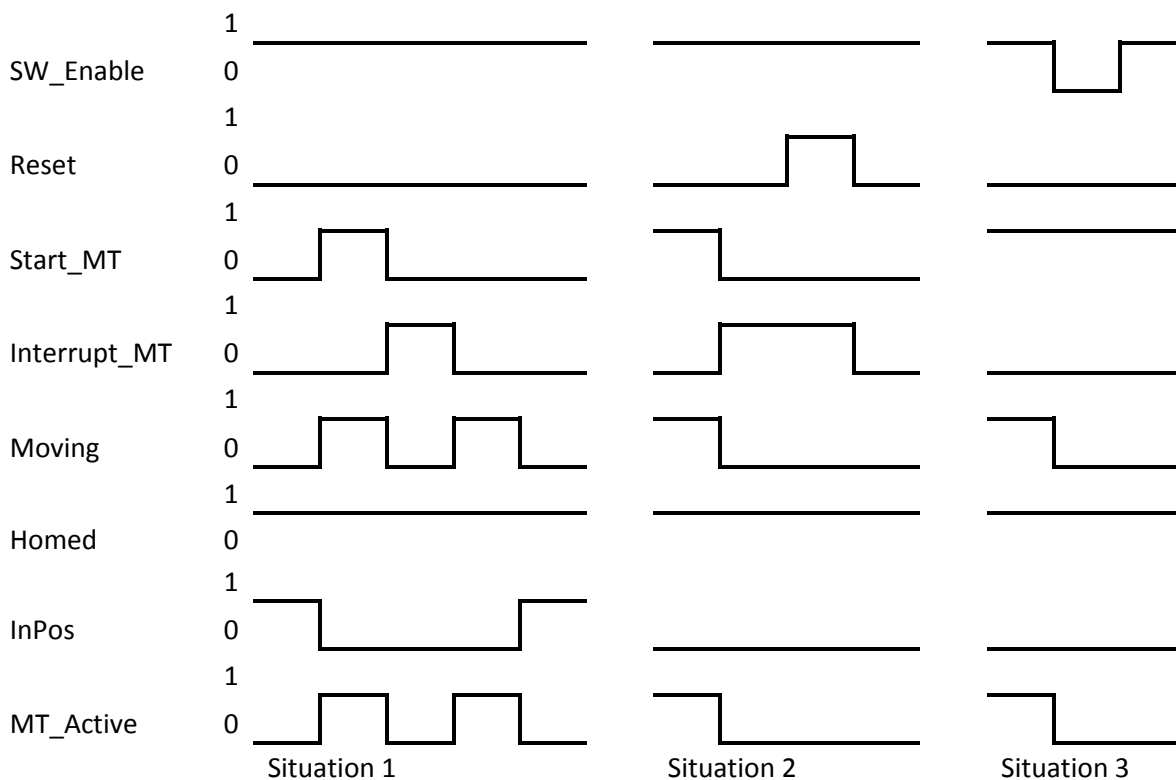 1
SW_Enable 0
1
Reset 0
1
Start_MT 0
1
Interrupt_MT 0
1
Moving 0
1
Homed 0
1
InPos 0
1
MT_Active 0
Situation 1 Situation 2 Situation 3